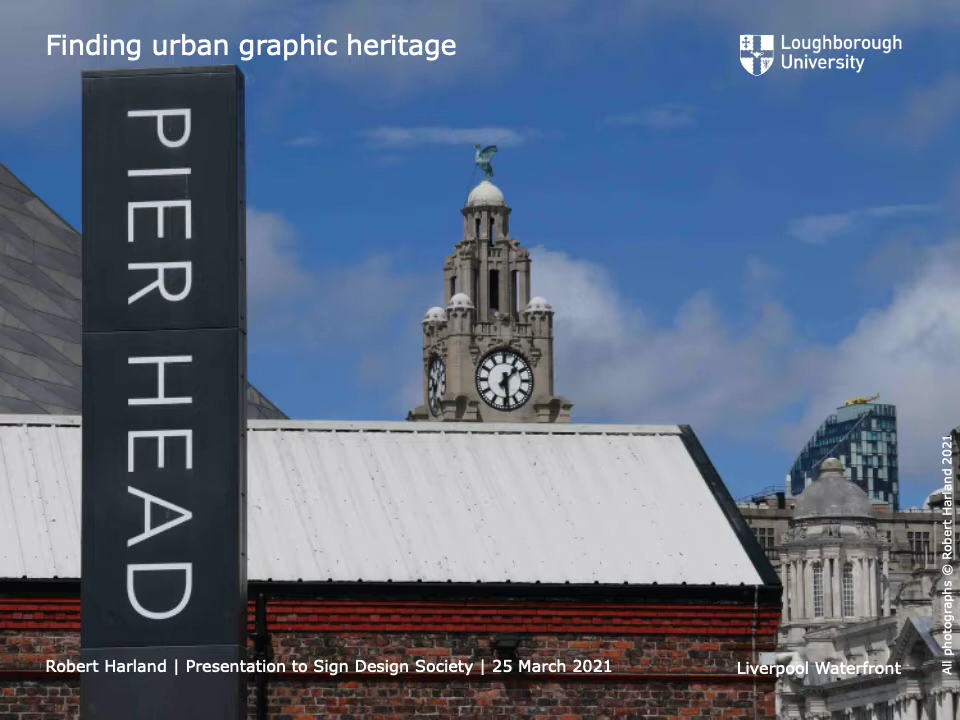 Finding urban graphic heritage
Loughborough
University
PIER HEAD
Robert Harland | Presentation to Sign Design Society | 25 March 2021
Liverpool Waterfront
All photographs © Robert Harland 2021